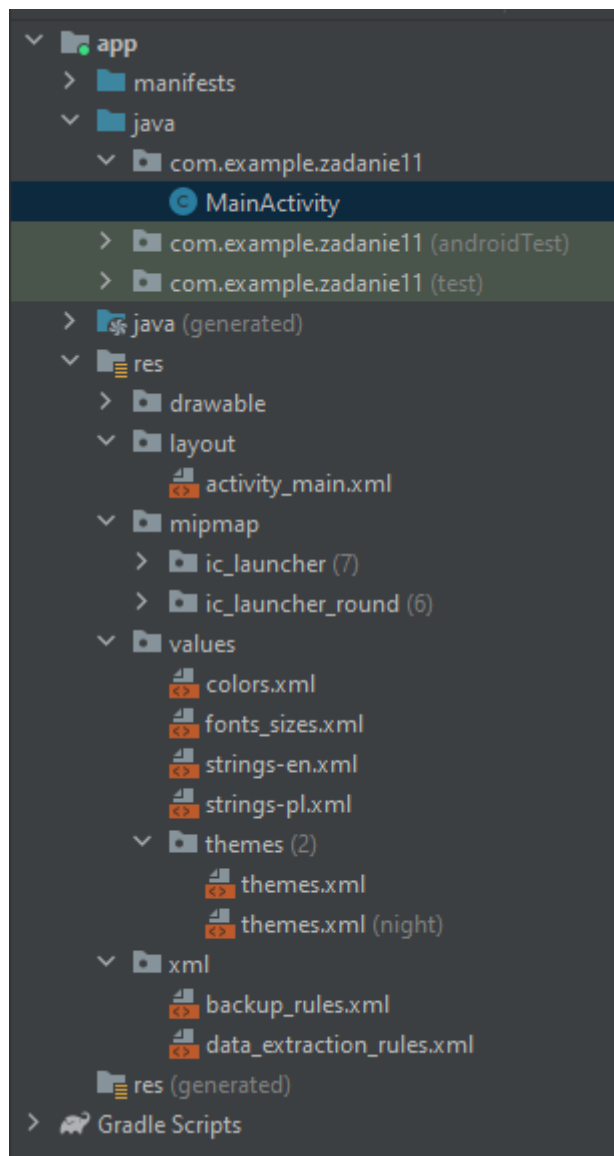 app
manifests
java
com.example.zadanie11
MainActivity
com.example.zadanie11 (androidTest)
com.example.zadanie11 (test)
java (generated)
res
drawable
layout
activity_main.xml
mipmap
ic_launcher (7)
ic_launcher_round (6)
values
colors.xml
fonts_sizes.xml
strings-en.xml
strings-pl.xml
themes (2)
themes.xml
themes.xml (night)
xml
backup_rules.xml
data_extraction_rules.xml
res (generated)
Gradle Scripts